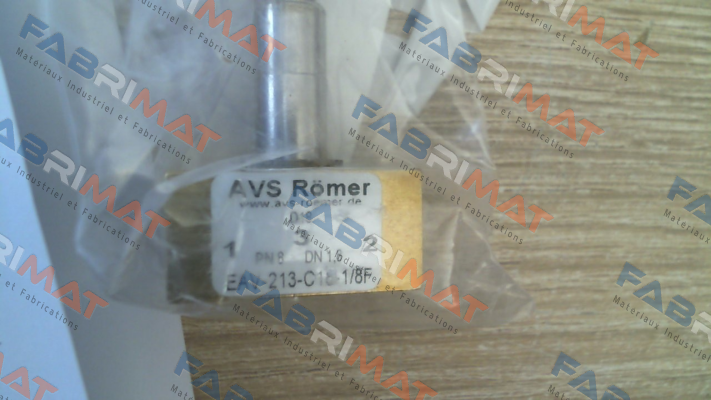 AVS Römer
www.avs-roemer.de
1 3 2
PN 8 DN 1,6
-213-C18-1/8F
FABRIMAT
Materiaux Industriel et Fabrications